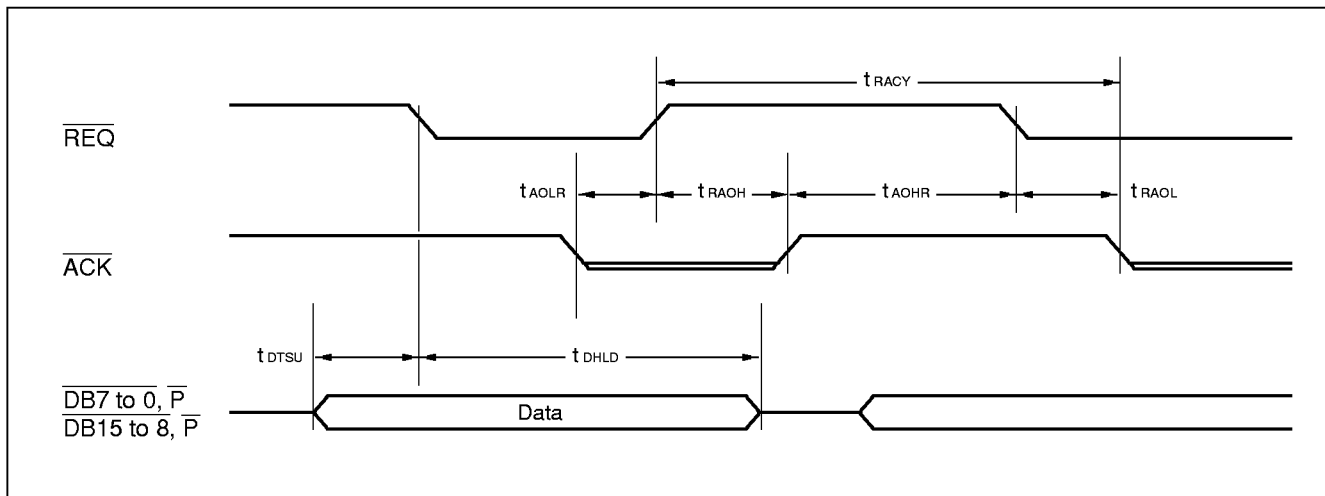 t RACY
REQ
t AOLR
t RAOH
t AOHR
t RAOL
ACK
t DTSU
t DHLD
DB7 to 0, P
DB15 to 8, P
Data